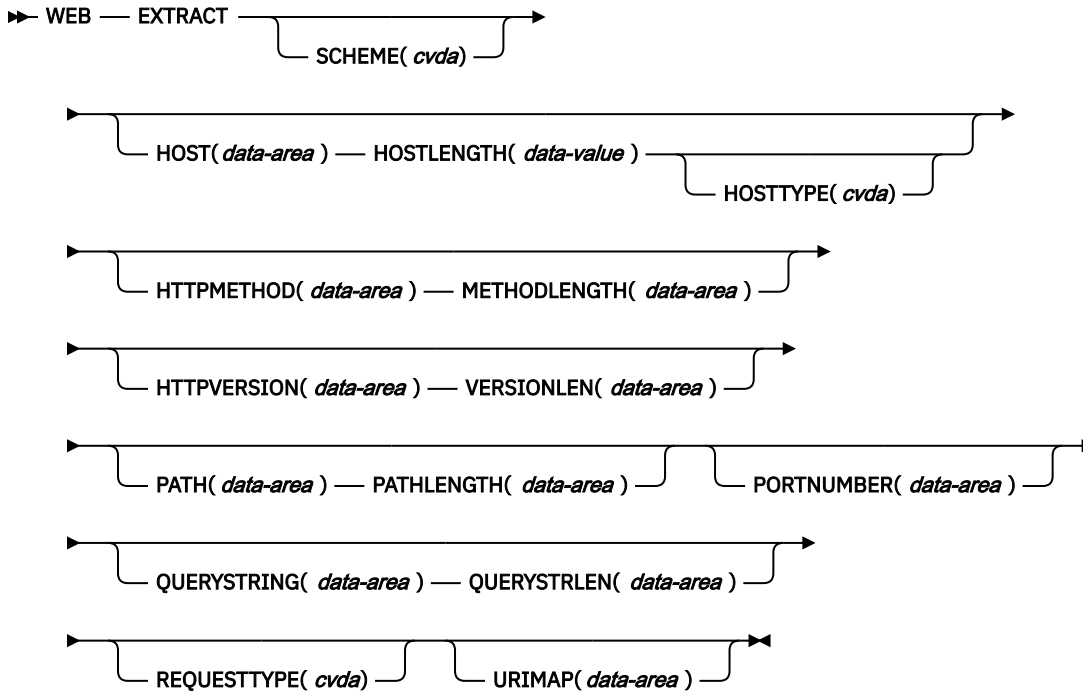 WEB EXTRACT
SCHEME( cvda)
HOST( data-area ) HOSTLENGTH( data-value )
HOSTTYPE( cvda)
HTTPMETHOD( data-area ) METHODLENGTH( data-area )
HTTPVERSION( data-area ) VERSIONLEN( data-area )
PATH( data-area ) PATHLENGTH( data-area ) PORTNUMBER( data-area )
QUERYSTRING( data-area ) QUERYSTRLEN( data-area )
REQUESTTYPE( cvda) URIMAP( data-area )